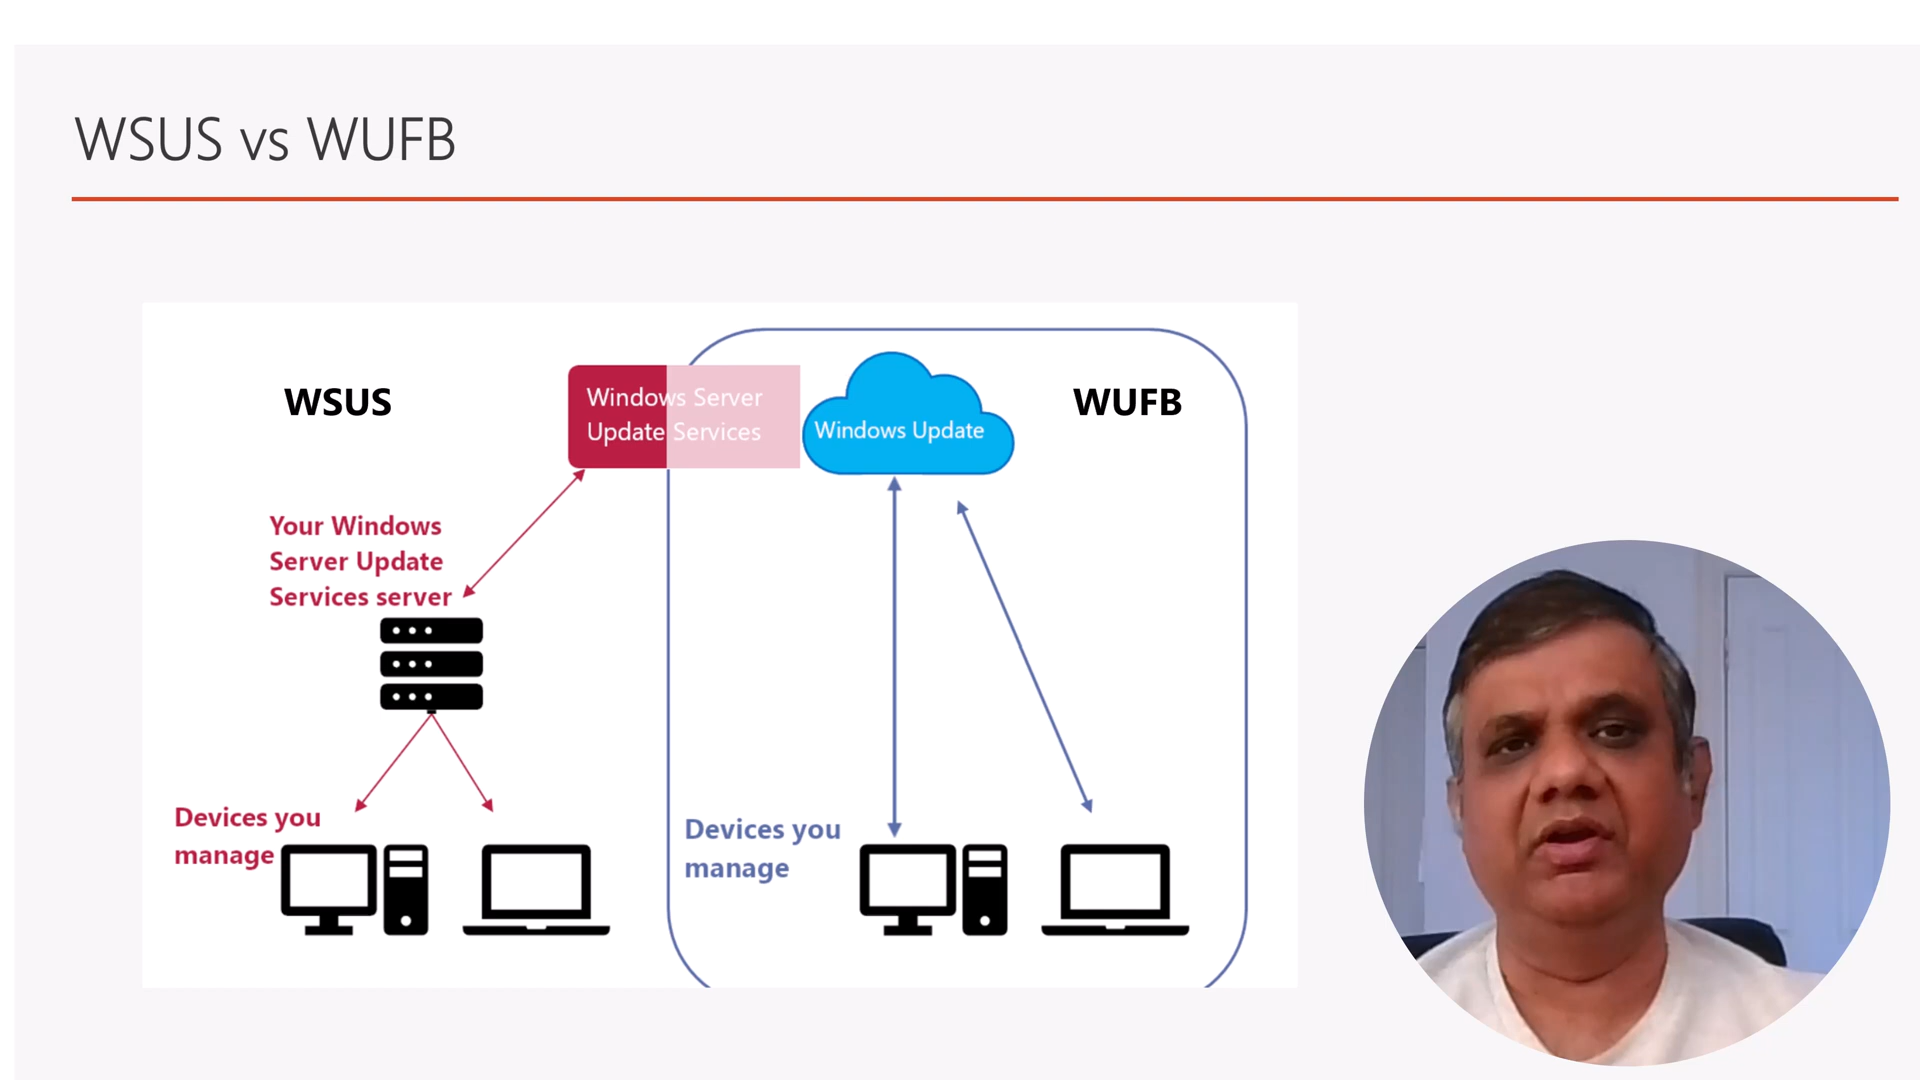 WSUS vs WUFB
WSUS
Windows Server
Update Services
Windows Update
WUFB
Your Windows
Server Update
Services server
Devices you
manage
Devices you
manage